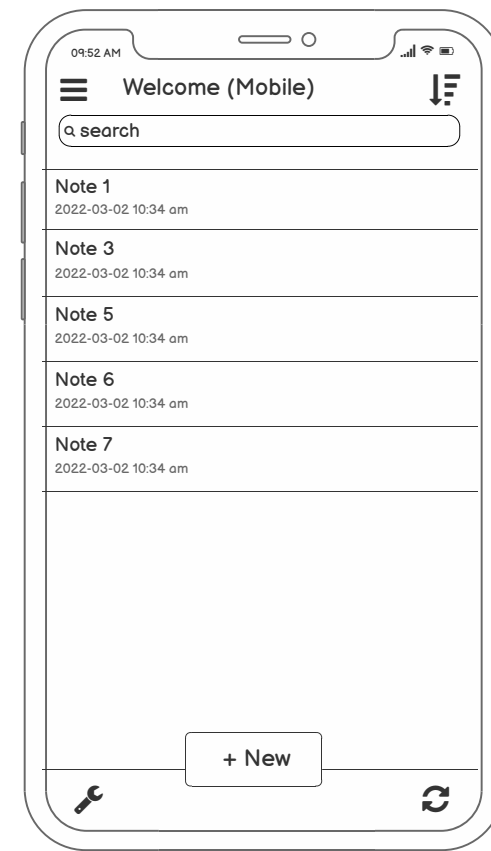 09:52 AM
Welcome (Mobile)
search
Note 1
2022-03-02 10:34 am
Note 3
2022-03-02 10:34 am
Note 5
2022-03-02 10:34 am
Note 6
2022-03-02 10:34 am
Note 7
2022-03-02 10:34 am
+ New